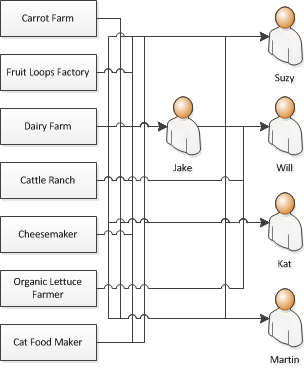 Carrot Farm
Suzy
Fruit Loops Factory
Dairy Farm
Jake
Will
Cattle Ranch
Cheesemaker
Kat
Organic Lettuce
Farmer
Cat Food Maker
Martin